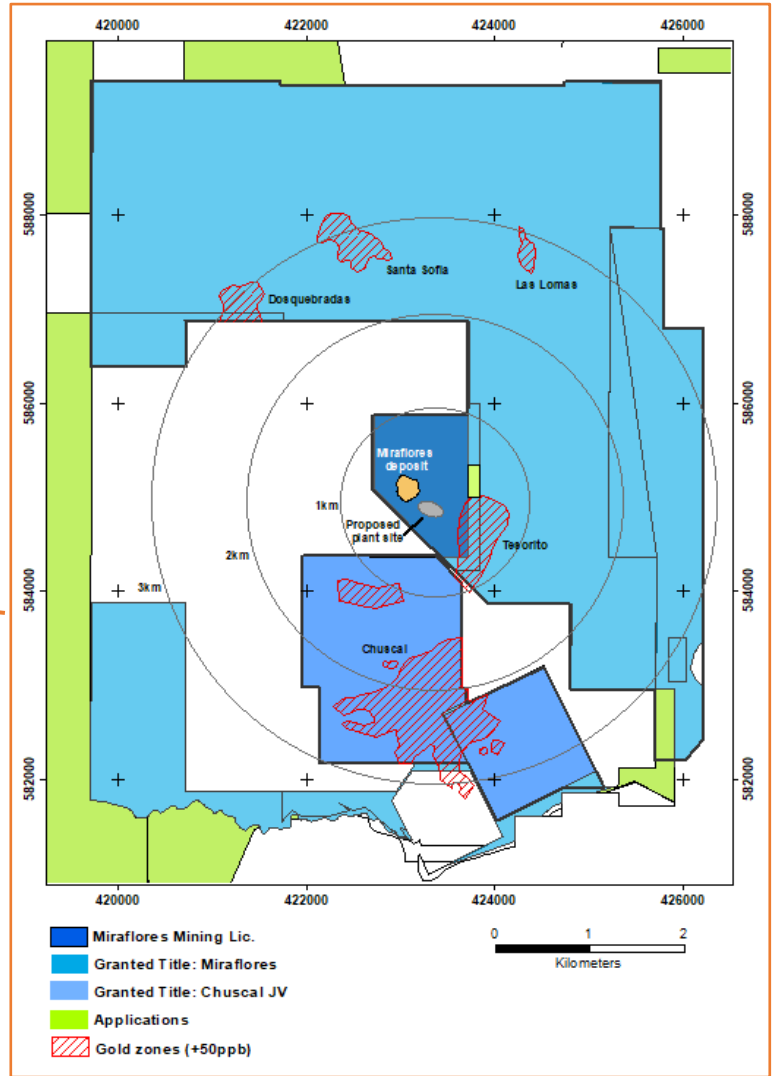 420000 422000 424000 426000
588000 588000
Santa Sofia
Las Lomas
Dosquebradas
586000 586000
Miraflores
deposit
1km
Proposed
plant site
Tesorito
2km
584000 584000
3km
Chuscal
582000 582000
420000 422000 424000 426000
Miraflores Mining Lic.
Granted Title: Miraflores
Granted Title: Chuscal JV
Applications
Gold zones (+50ppb)
0 1 2
Kilometers